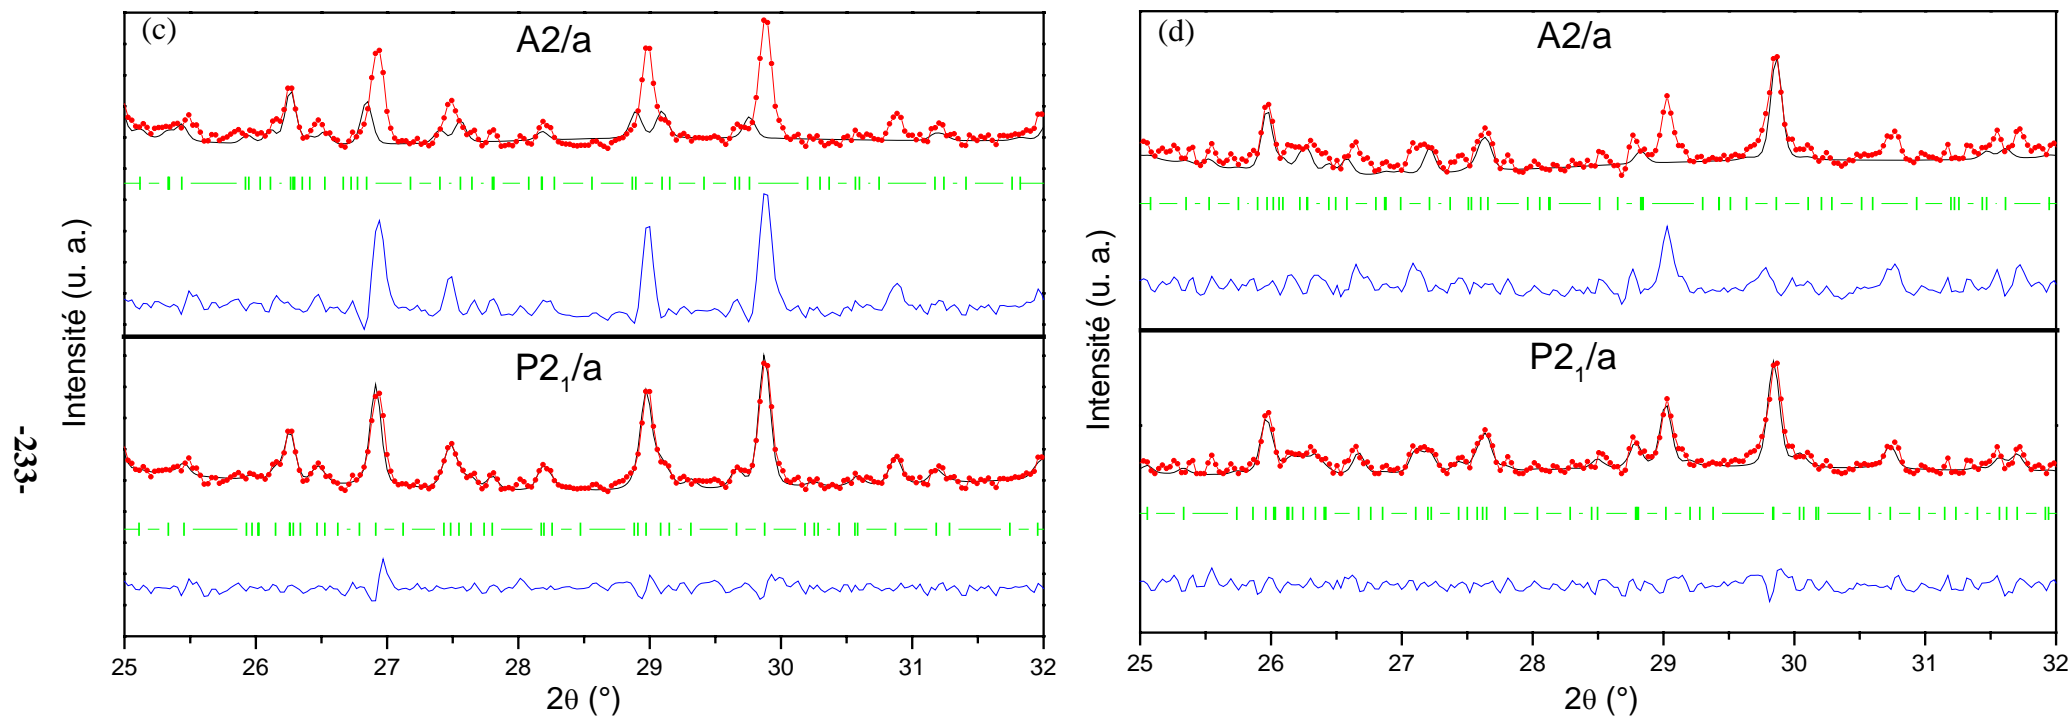 (c)
A2/a
P2₁/a
Intensité (u. a.)
25 26 27 28 29 30 31 32
2θ (°)
(d)
A2/a
P2₁/a
Intensité (u. a.)
25 26 27 28 29 30 31 32
2θ (°)
-233-